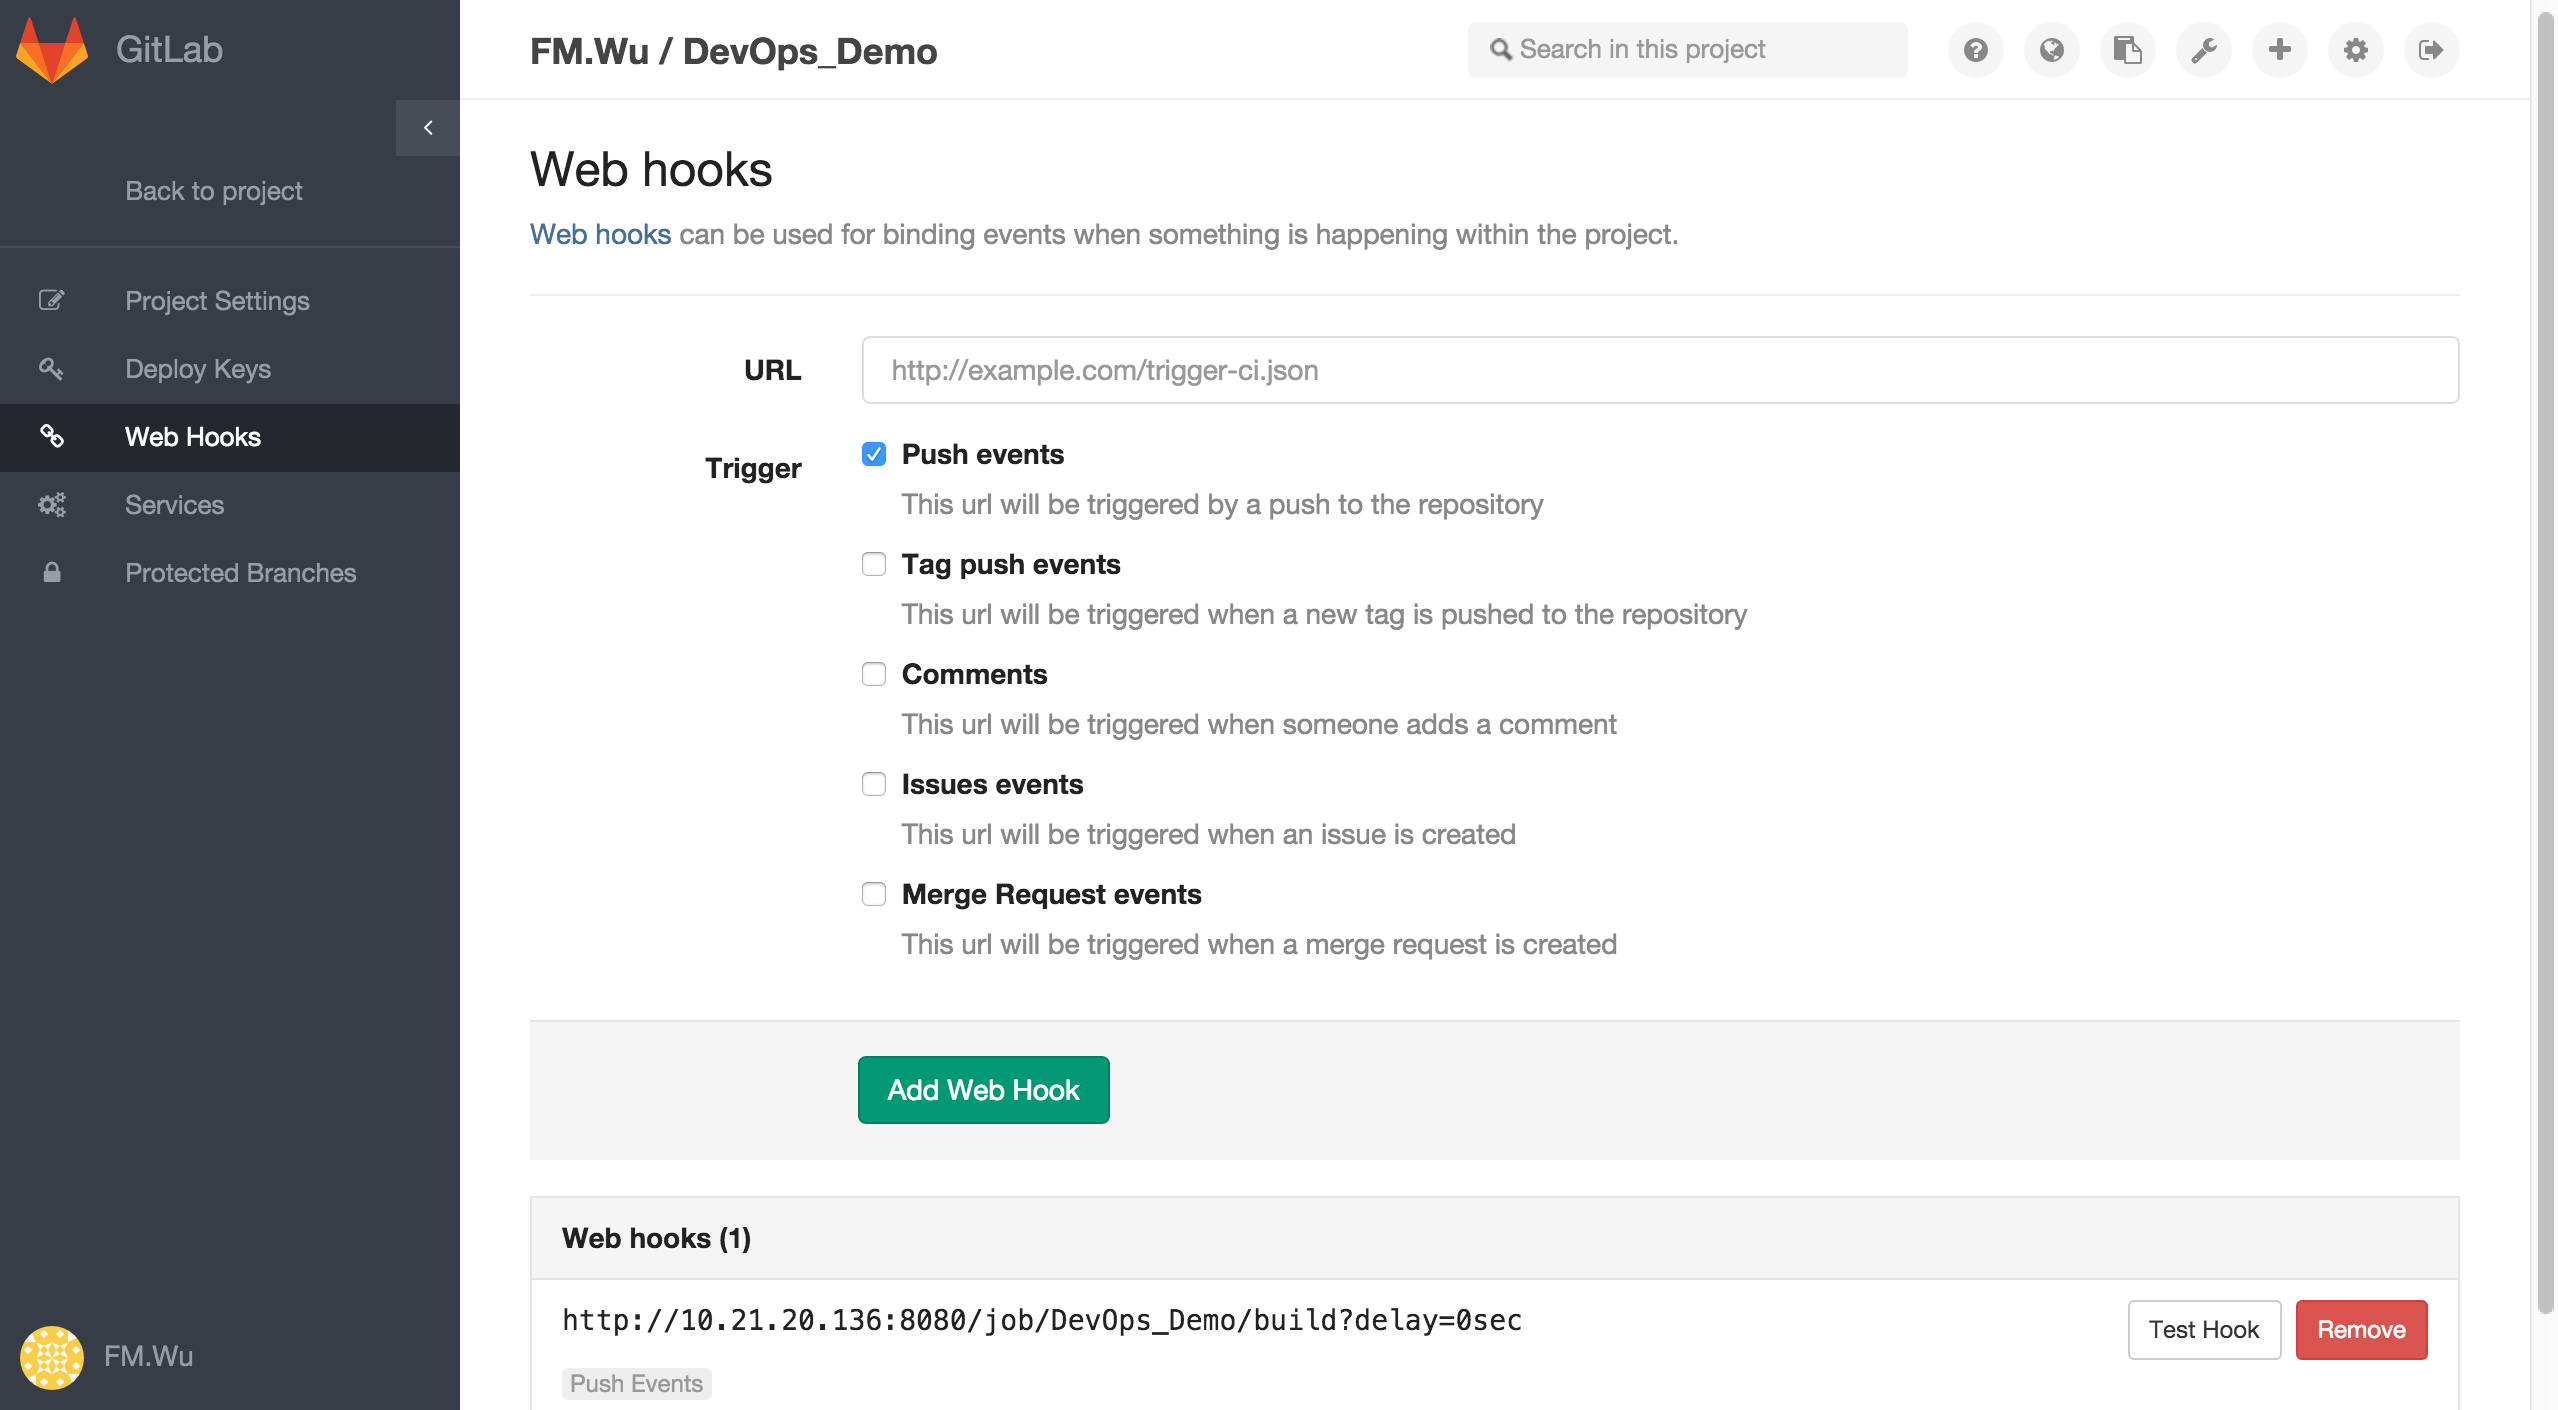 GitLab
FM.Wu / DevOps_Demo
Search in this project
Back to project
Project Settings
Deploy Keys
Web Hooks
Services
Protected Branches
FM.Wu
Web hooks
Web hooks can be used for binding events when something is happening within the project.
URL
http://example.com/trigger-ci.json
Trigger
Push events
This url will be triggered by a push to the repository
Tag push events
This url will be triggered when a new tag is pushed to the repository
Comments
This url will be triggered when someone adds a comment
Issues events
This url will be triggered when an issue is created
Merge Request events
This url will be triggered when a merge request is created
Add Web Hook
Web hooks (1)
http://10.21.20.136:8080/job/DevOps_Demo/build?delay=0sec
Test Hook
Remove
Push Events